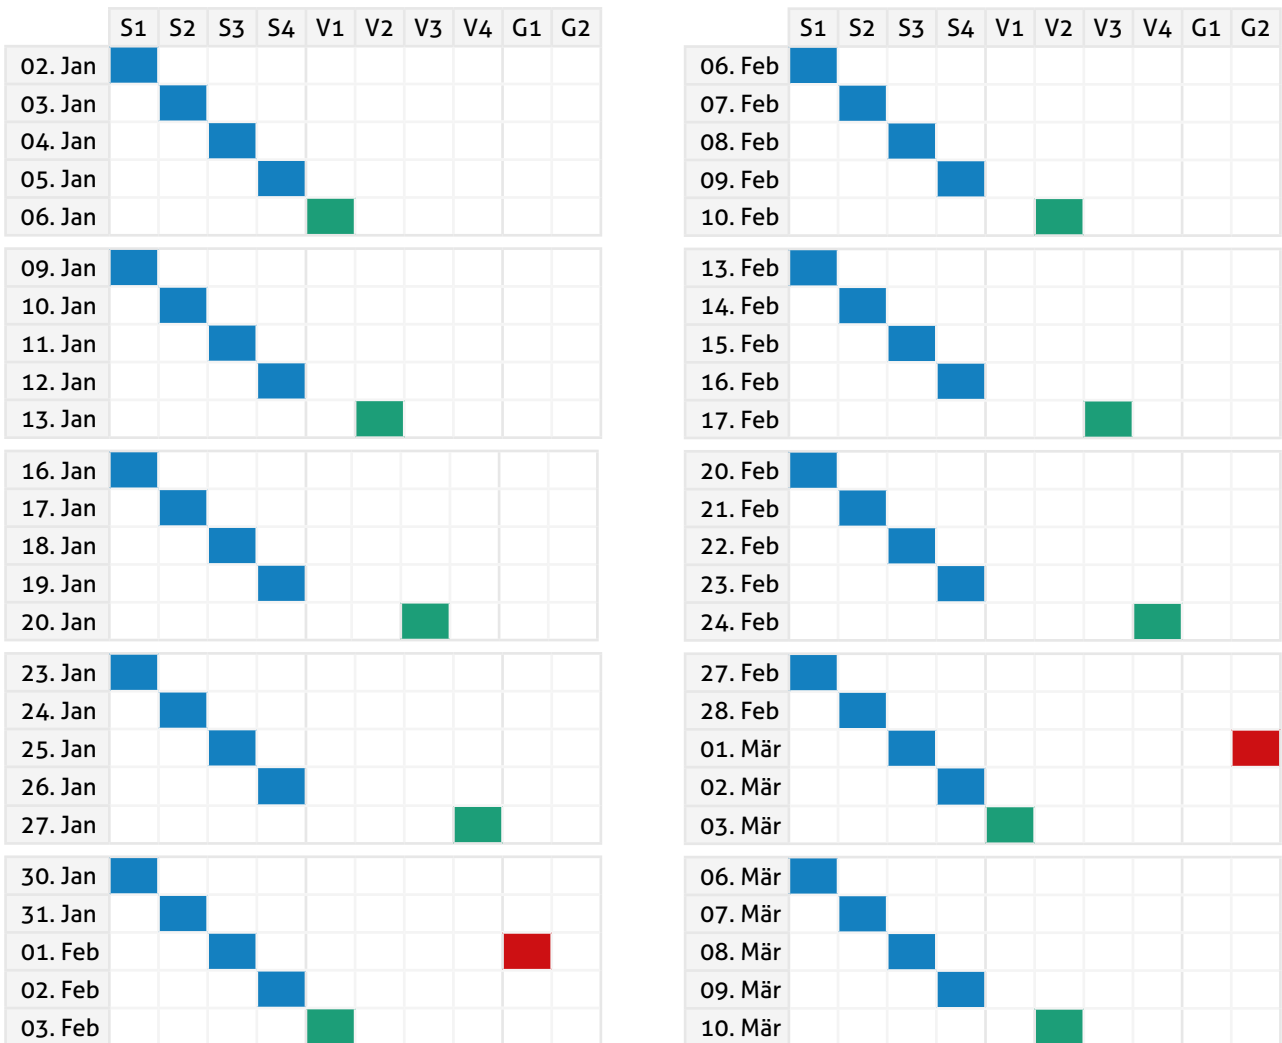 S1 S2 S3 S4 V1 V2 V3 V4 G1 G2
02. Jan
03. Jan
04. Jan
05. Jan
06. Jan
09. Jan
10. Jan
11. Jan
12. Jan
13. Jan
16. Jan
17. Jan
18. Jan
19. Jan
20. Jan
23. Jan
24. Jan
25. Jan
26. Jan
27. Jan
30. Jan
31. Jan
01. Feb
02. Feb
03. Feb
S1 S2 S3 S4 V1 V2 V3 V4 G1 G2
06. Feb
07. Feb
08. Feb
09. Feb
10. Feb
13. Feb
14. Feb
15. Feb
16. Feb
17. Feb
20. Feb
21. Feb
22. Feb
23. Feb
24. Feb
27. Feb
28. Feb
01. Mär
02. Mär
03. Mär
06. Mär
07. Mär
08. Mär
09. Mär
10. Mär